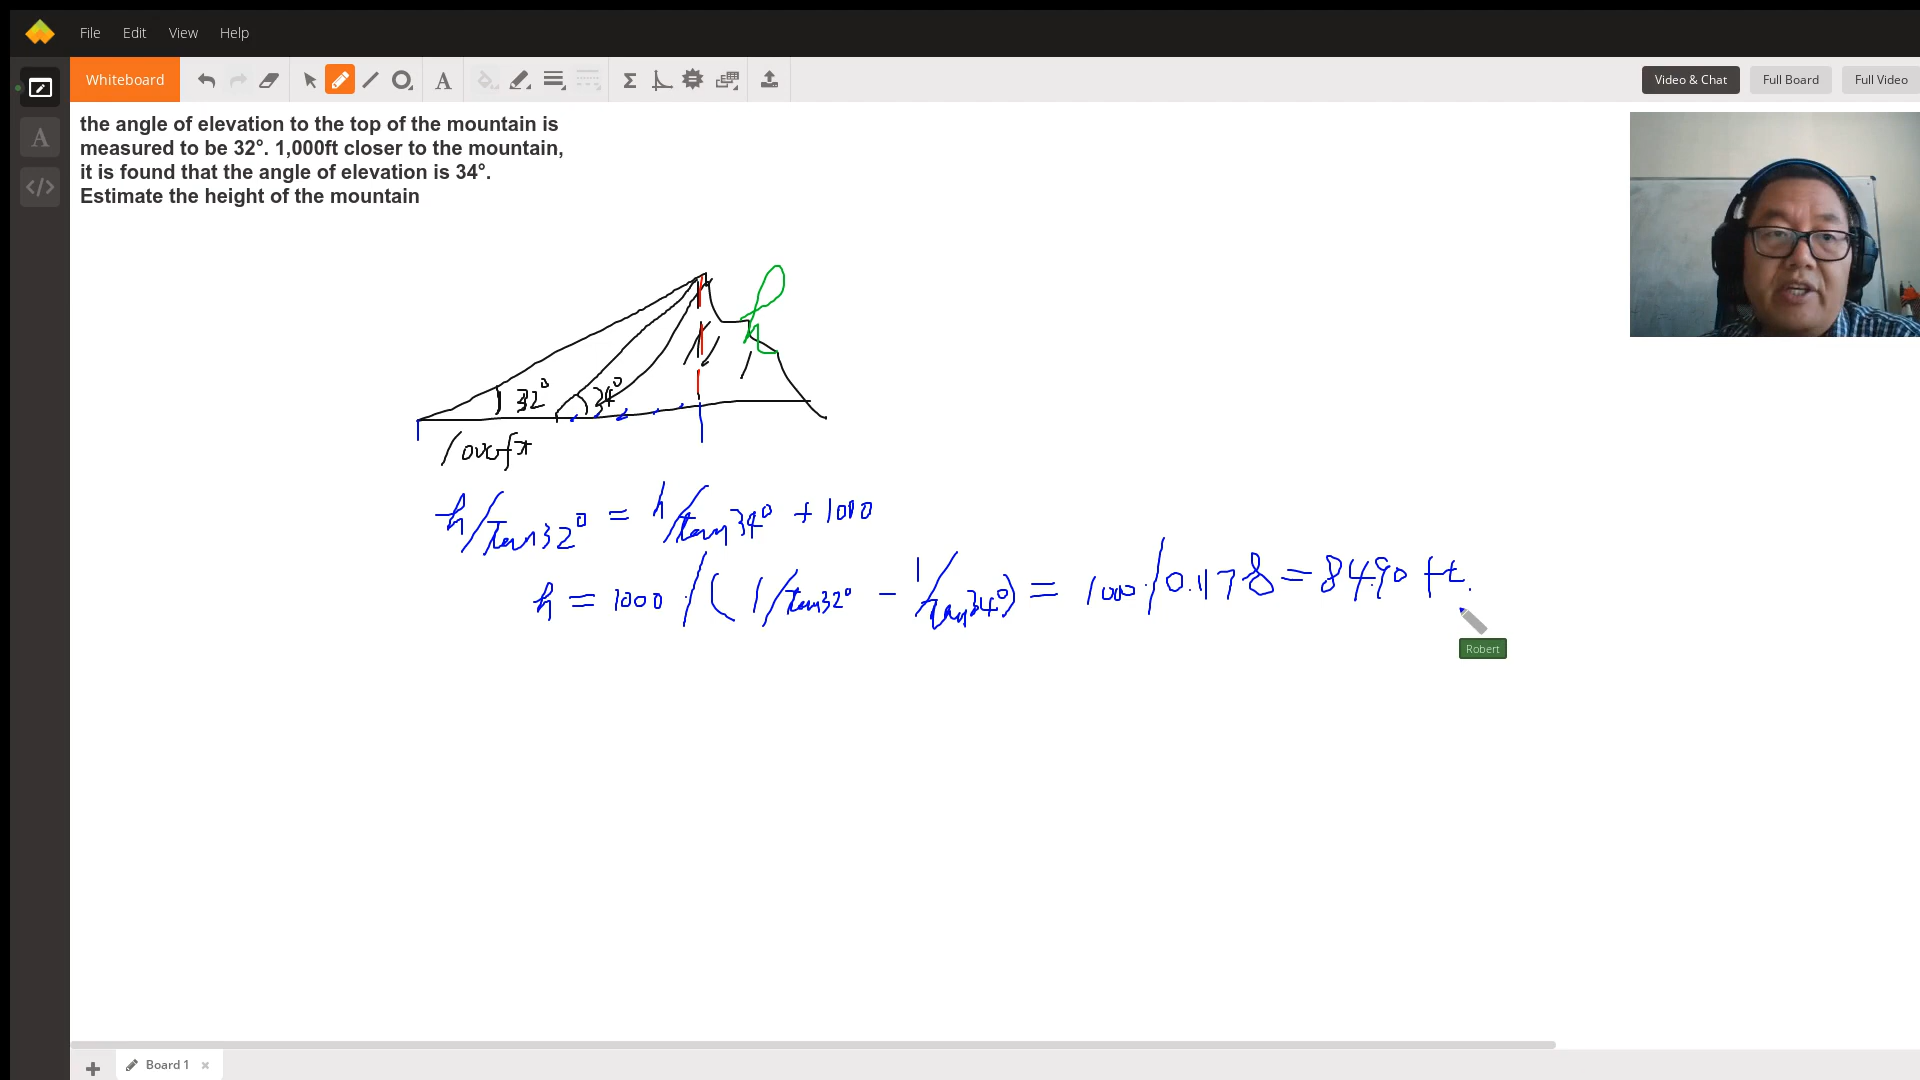 File Edit View Help
Whiteboard A Σ Video & Chat Full Board Full Video
A
</>
the angle of elevation to the top of the mountain is
measured to be 32°. 1,000ft closer to the mountain,
it is found that the angle of elevation is 34°.
Estimate the height of the mountain
h
32° 34°
1000ft
h/tan32° = h/tan34° + 1000
h = 1000 / (1/tan32° - 1/tan34°) = 1000/0.1178 = 8490 ft.
Robert
Board 1